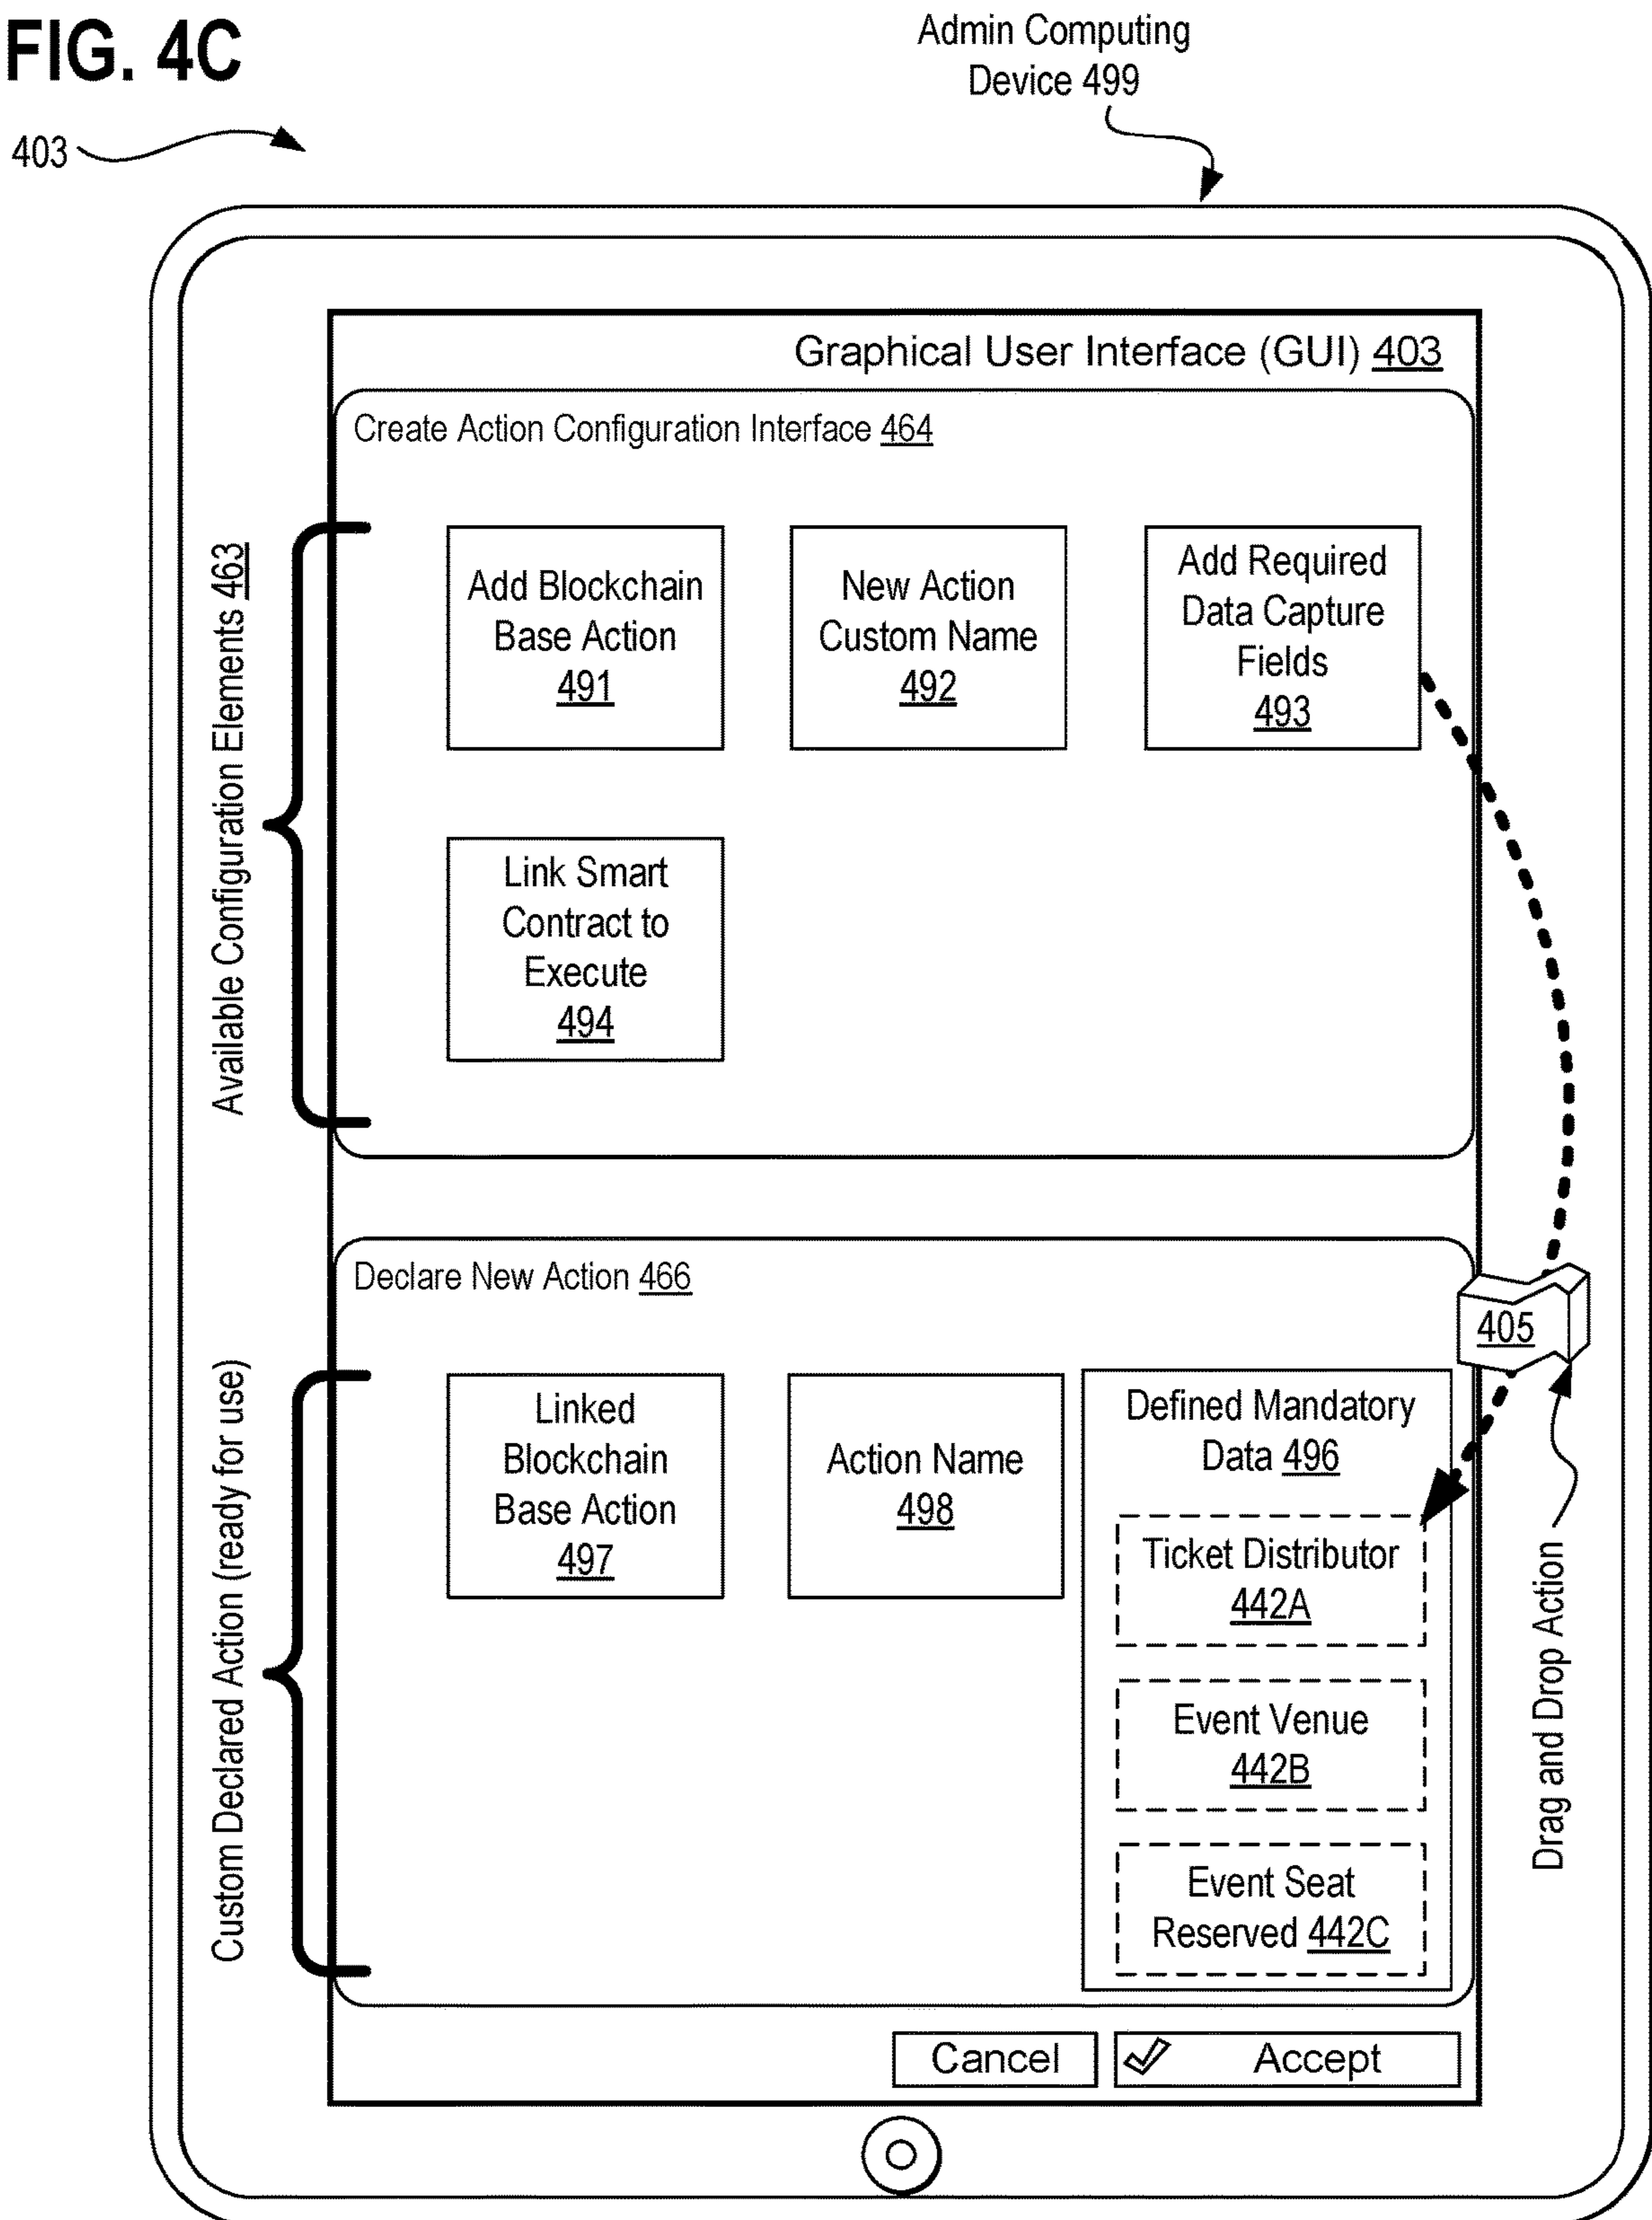 FIG. 4C
Admin Computing
Device 499
403
Graphical User Interface (GUI) 403
Create Action Configuration Interface 464
Available Configuration Elements 463
Add Blockchain
Base Action
491
New Action
Custom Name
492
Add Required
Data Capture
Fields
493
Link Smart
Contract to
Execute
494
Declare New Action 466
405
Custom Declared Action (ready for use)
Linked
Blockchain
Base Action
497
Action Name
498
Defined Mandatory
Data 496
Ticket Distributor
442A
Event Venue
442B
Event Seat
Reserved 442C
Drag and Drop Action
Cancel
Accept